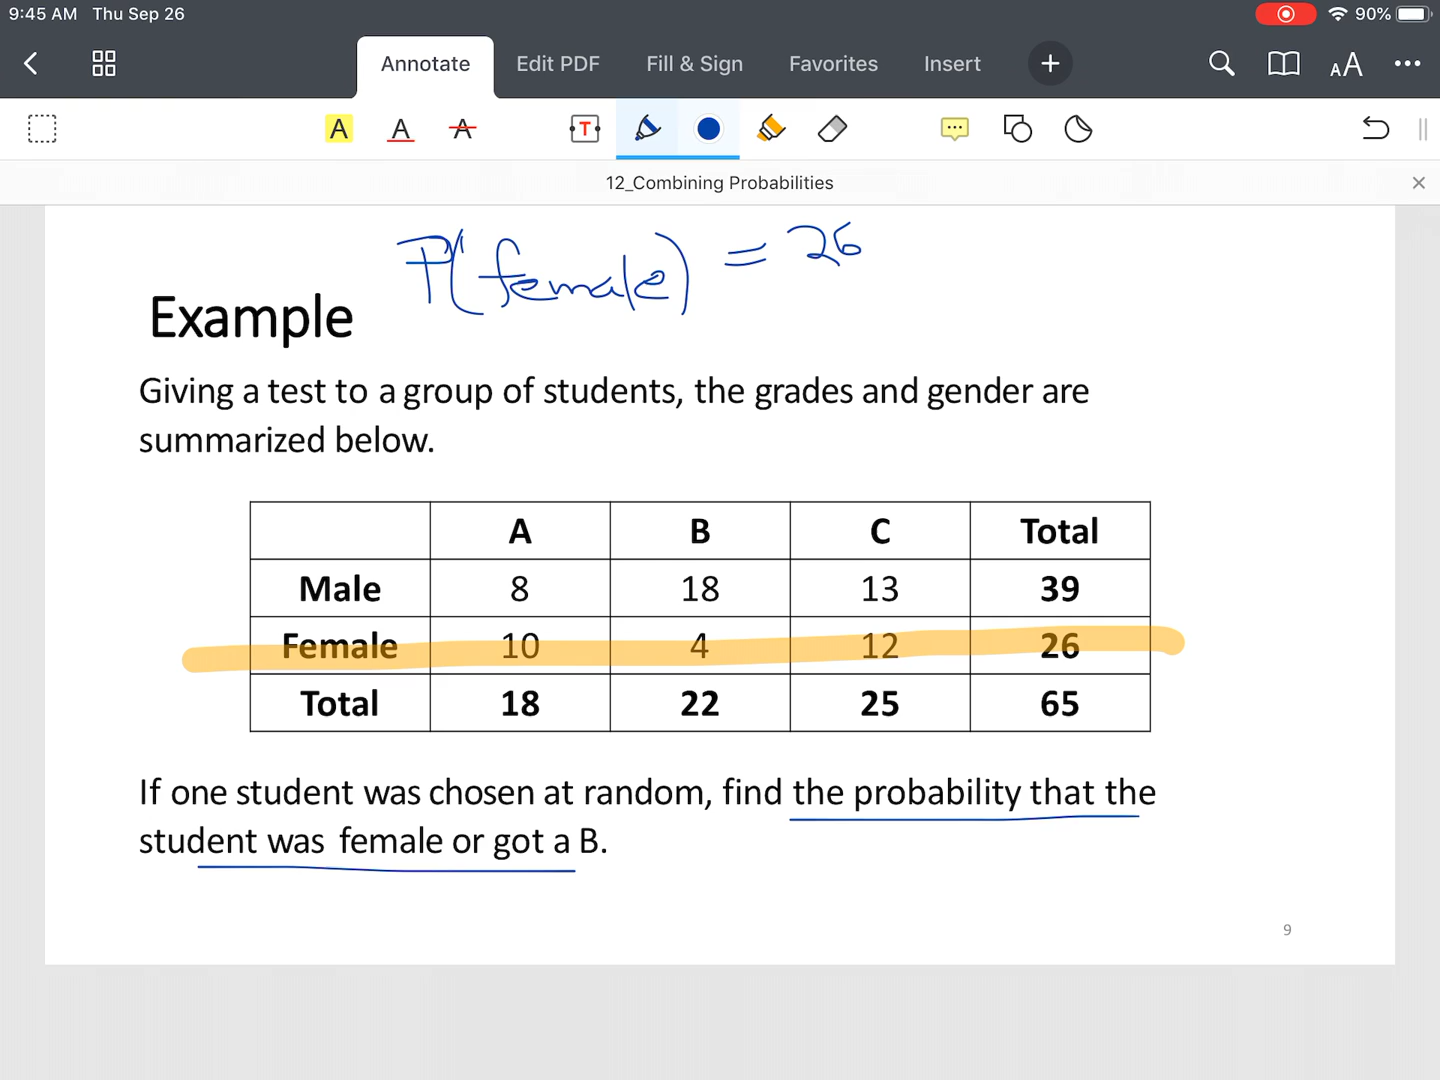 9:45 AM Thu Sep 26 90%
Annotate Edit PDF Fill & Sign Favorites Insert
A A A T
12_Combining Probabilities
P(female) = 26
Example
Giving a test to a group of students, the grades and gender are
summarized below.
A B C Total
Male 8 18 13 39
Female 10 4 12 26
Total 18 22 25 65
If one student was chosen at random, find the probability that the
student was female or got a B.
9